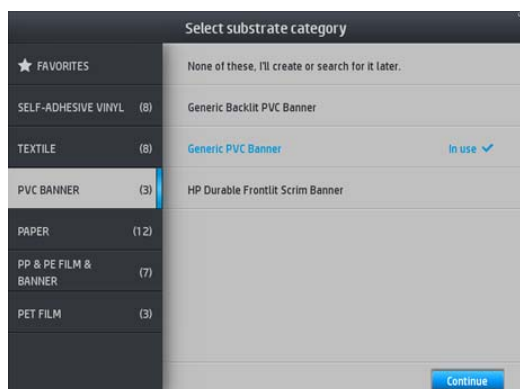 Select substrate category
FAVORITES
SELF-ADHESIVE VINYL (8)
TEXTILE (8)
PVC BANNER (3)
PAPER (12)
PP & PE FILM &
BANNER (7)
PET FILM (3)
None of these, I'll create or search for it later.
Generic Backlit PVC Banner
Generic PVC Banner In use
HP Durable Frontlit Scrim Banner
Continue